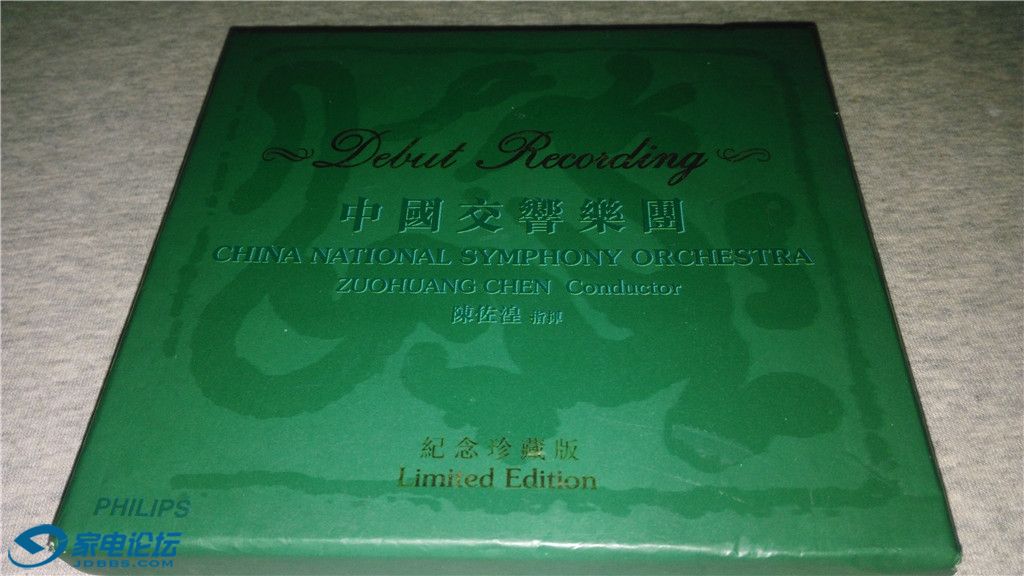 Debut Recording
中國交響樂團
CHINA NATIONAL SYMPHONY ORCHESTRA
ZUOHUANG CHEN Conductor
陳佐湟 指揮
紀念珍藏版
Limited Edition
PHILIPS
家电论坛
JDBBS.COM